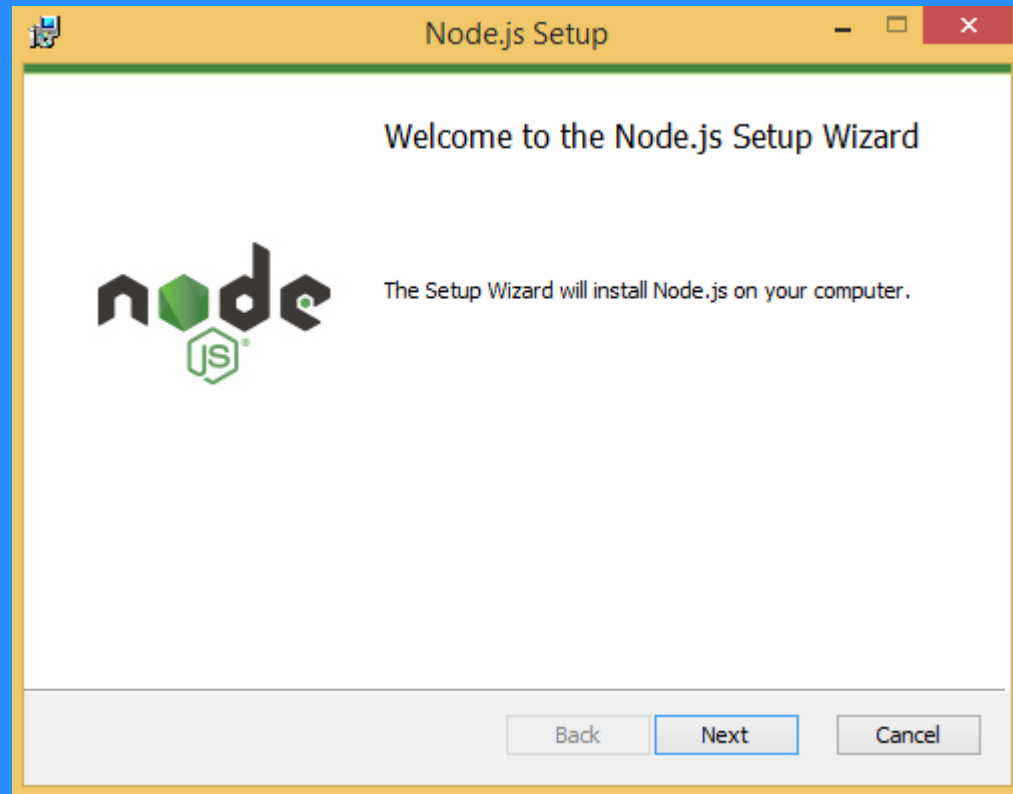 Node.js Setup
Welcome to the Node.js Setup Wizard
node
JS®
The Setup Wizard will install Node.js on your computer.
Back
Next
Cancel